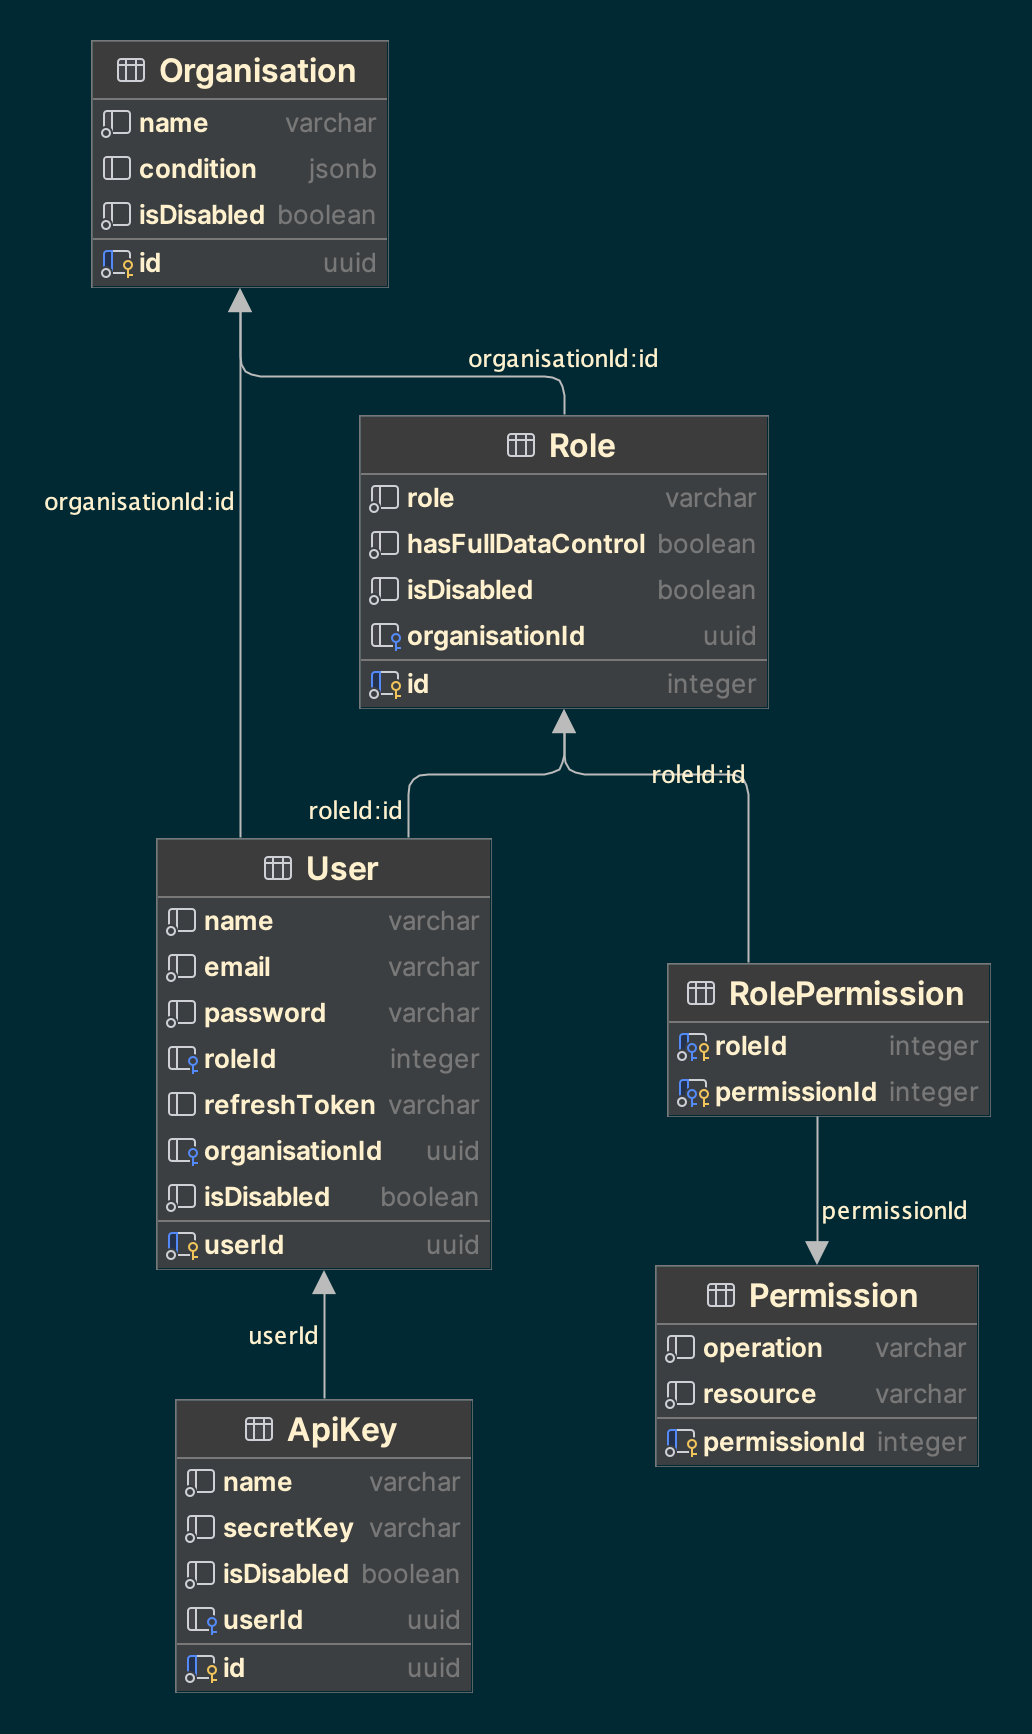 Organisation
name varchar
condition jsonb
isDisabled boolean
id uuid
organisationId:id
organisationId:id
Role
role varchar
hasFullDataControl boolean
isDisabled boolean
organisationId uuid
id integer
roleId:id
roleId:id
User
name varchar
email varchar
password varchar
roleId integer
refreshToken varchar
organisationId uuid
isDisabled boolean
userId uuid
RolePermission
roleId integer
permissionId integer
permissionId
Permission
operation varchar
resource varchar
permissionId integer
userId
ApiKey
name varchar
secretKey varchar
isDisabled boolean
userId uuid
id uuid